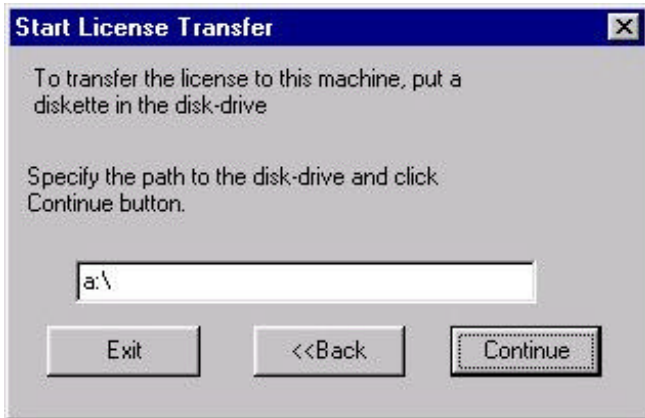 Start License Transfer
To transfer the license to this machine, put a
diskette in the disk-drive
Specify the path to the disk-drive and click
Continue button.
a:\
Exit <<Back Continue